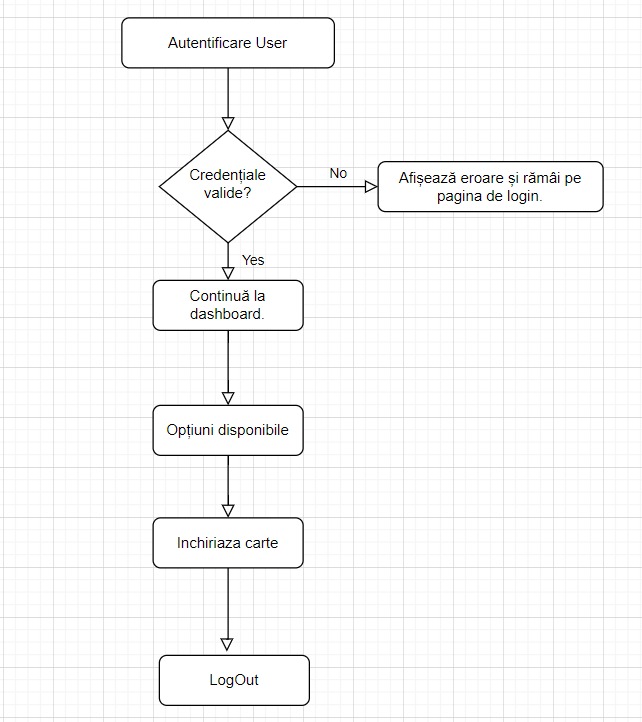 Autentificare User
Credențiale
valide?
No
Afișează eroare și rămâi pe
pagina de login.
Yes
Continuă la
dashboard.
Opțiuni disponibile
Inchiriaza carte
LogOut